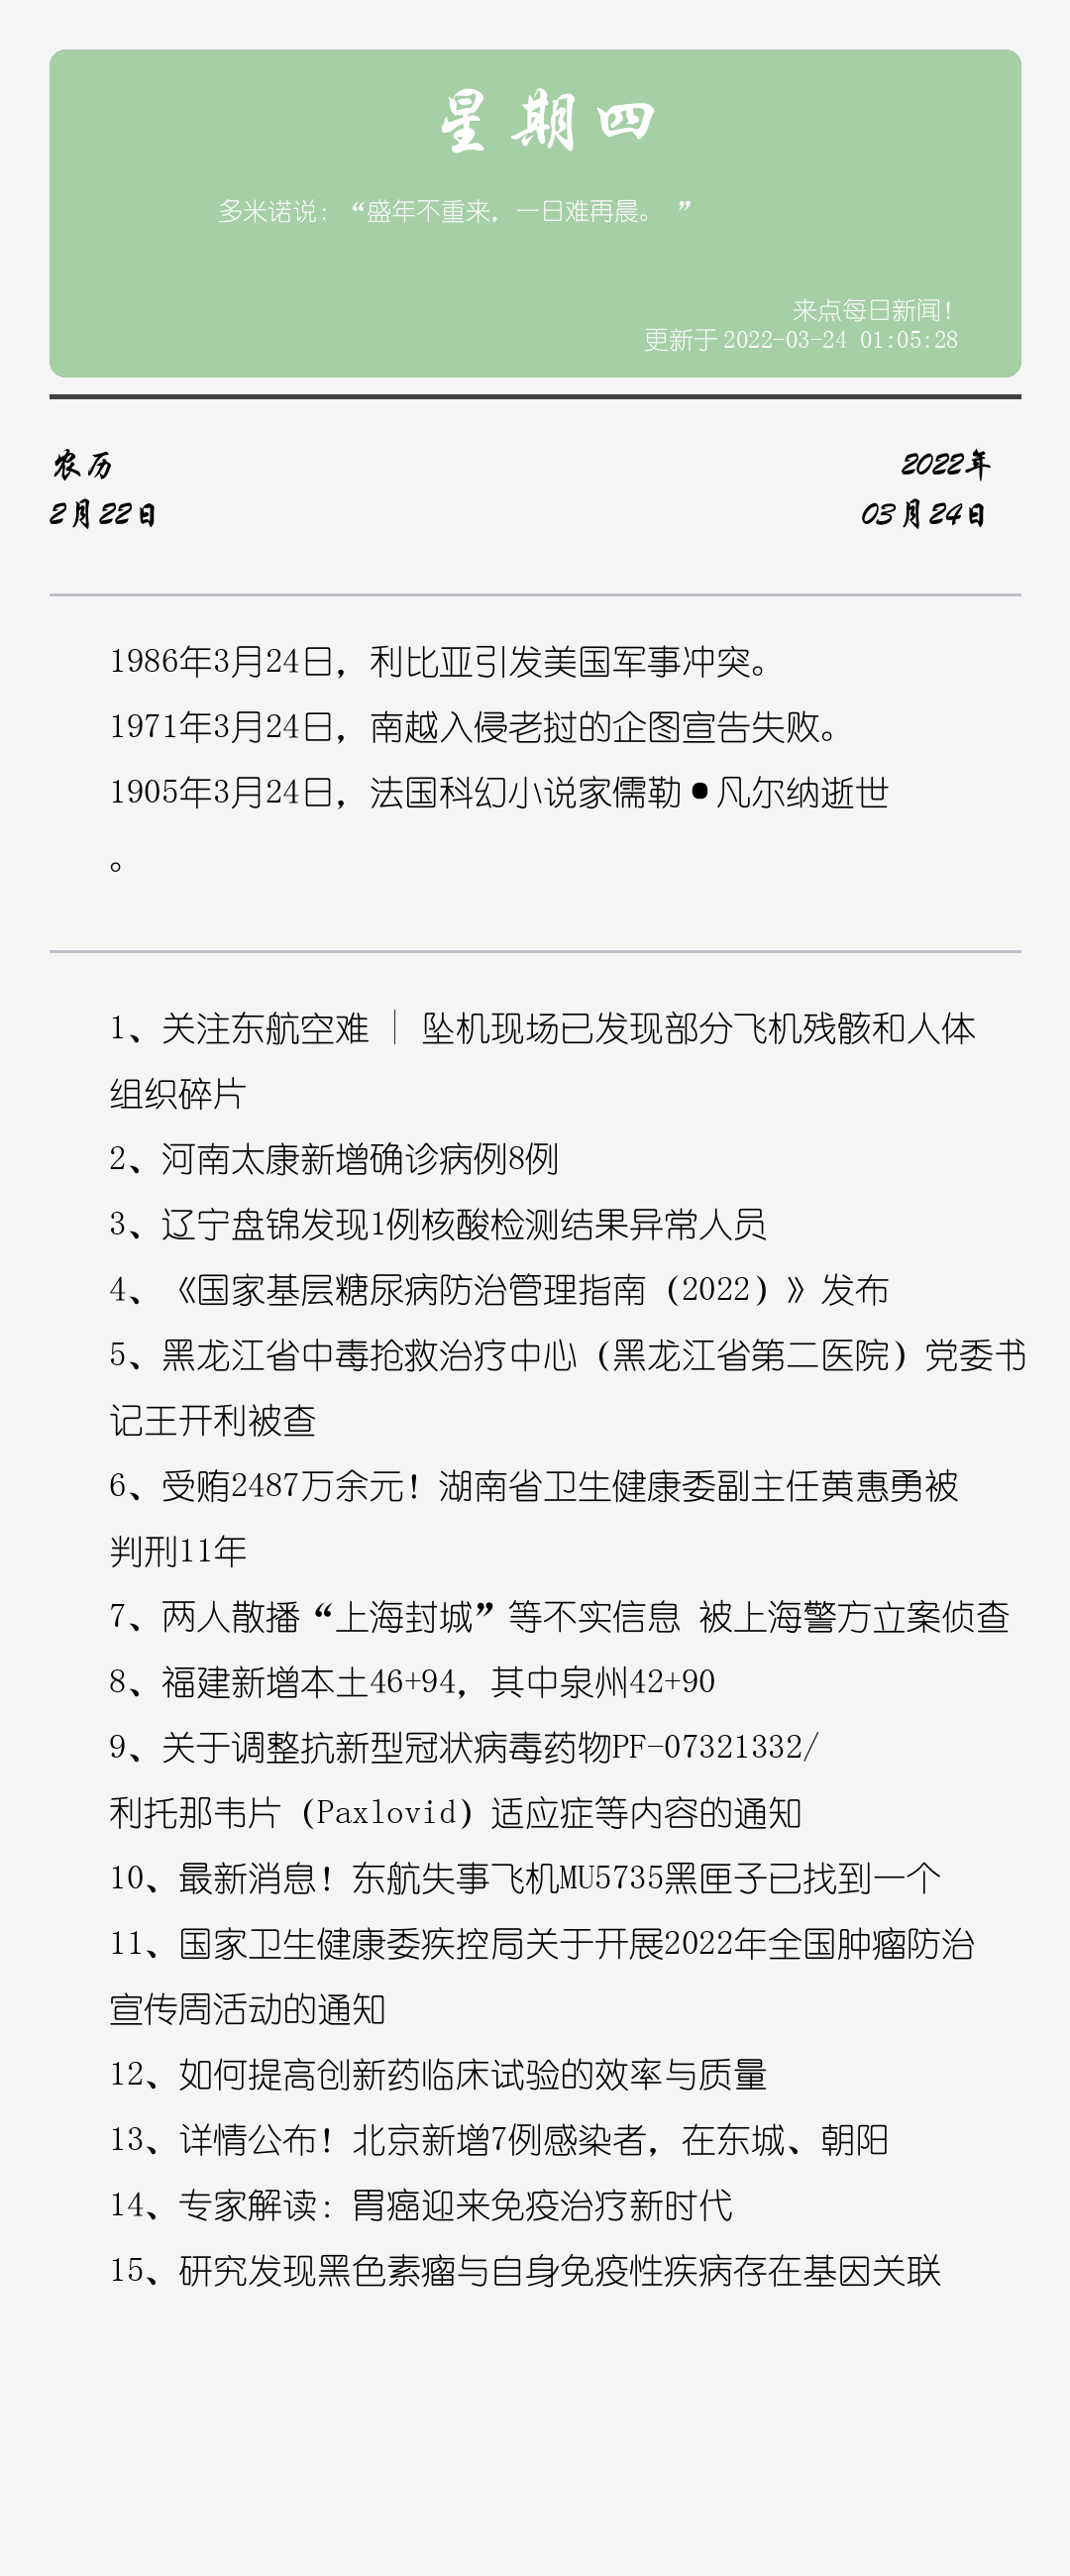 星期四
多米诺说：“盛年不重来，一日难再晨。 ”
来点每日新闻！
更新于 2022-03-24 01:05:28
农历
2022年
2月22日
03月24日
1986年3月24日，利比亚引发美国军事冲突。
1971年3月24日，南越入侵老挝的企图宣告失败。
1905年3月24日，法国科幻小说家儒勒•凡尔纳逝世
。
1、关注东航空难｜坠机现场已发现部分飞机残骸和人体
组织碎片
2、河南太康新增确诊病例8例
3、辽宁盘锦发现1例核酸检测结果异常人员
4、《国家基层糖尿病防治管理指南（2022）》发布
5、黑龙江省中毒抢救治疗中心（黑龙江省第二医院）党委书
记王开利被查
6、受贿2487万余元！湖南省卫生健康委副主任黄惠勇被
判刑11年
7、两人散播“上海封城”等不实信息 被上海警方立案侦查
8、福建新增本土46+94，其中泉州42+90
9、关于调整抗新型冠状病毒药物PF-07321332/
利托那韦片（Paxlovid）适应症等内容的通知
10、最新消息！东航失事飞机MU5735黑匣子已找到一个
11、国家卫生健康委疾控局关于开展2022年全国肿瘤防治
宣传周活动的通知
12、如何提高创新药临床试验的效率与质量
13、详情公布！北京新增7例感染者，在东城、朝阳
14、专家解读：胃癌迎来免疫治疗新时代
15、研究发现黑色素瘤与自身免疫性疾病存在基因关联